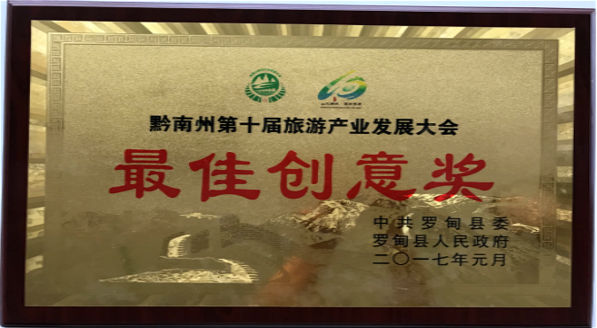 黔南州第十届旅游产业发展大会
最佳创意奖
中共罗甸县委
罗甸县人民政府
二〇一七年元月